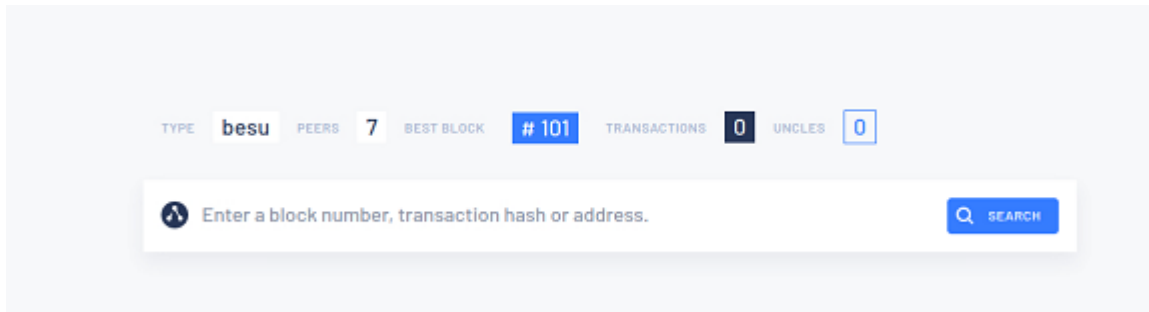 TYPE besu PEERS 7 BEST BLOCK # 101 TRANSACTIONS 0 UNCLES 0
Enter a block number, transaction hash or address. SEARCH